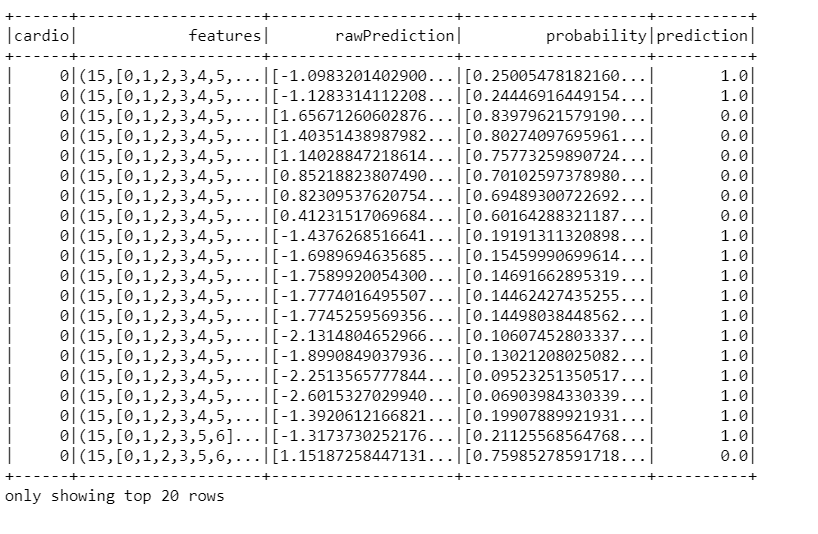 +------+--------------------+--------------------+--------------------+----------+
|cardio|            features|       rawPrediction|         probability|prediction|
+------+--------------------+--------------------+--------------------+----------+
|     0|(15,[0,1,2,3,4,5,...|[-1.0983201402900...|[0.25005478182160...|       1.0|
|     0|(15,[0,1,2,3,4,5,...|[-1.1283314112208...|[0.24446916449154...|       1.0|
|     0|(15,[0,1,2,3,4,5,...|[1.65671260602876...|[0.83979621579190...|       0.0|
|     0|(15,[0,1,2,3,4,5,...|[1.40351438987982...|[0.80274097695961...|       0.0|
|     0|(15,[0,1,2,3,4,5,...|[1.14028847218614...|[0.75773259890724...|       0.0|
|     0|(15,[0,1,2,3,4,5,...|[0.85218823807490...|[0.70102597378980...|       0.0|
|     0|(15,[0,1,2,3,4,5,...|[0.82309537620754...|[0.69489300722692...|       0.0|
|     0|(15,[0,1,2,3,4,5,...|[0.41231517069684...|[0.60164288321187...|       0.0|
|     0|(15,[0,1,2,3,4,5,...|[-1.4376268516641...|[0.19191311320898...|       1.0|
|     0|(15,[0,1,2,3,4,5,...|[-1.6989694635685...|[0.15459990699614...|       1.0|
|     0|(15,[0,1,2,3,4,5,...|[-1.7589920054300...|[0.14691662895319...|       1.0|
|     0|(15,[0,1,2,3,4,5,...|[-1.7774016495507...|[0.14462427435255...|       1.0|
|     0|(15,[0,1,2,3,4,5,...|[-1.7745259569356...|[0.14498038448562...|       1.0|
|     0|(15,[0,1,2,3,4,5,...|[-2.1314804652966...|[0.10607452803337...|       1.0|
|     0|(15,[0,1,2,3,4,5,...|[-1.8990849037936...|[0.13021208025082...|       1.0|
|     0|(15,[0,1,2,3,4,5,...|[-2.2513565777844...|[0.09523251350517...|       1.0|
|     0|(15,[0,1,2,3,4,5,...|[-2.6015327029940...|[0.06903984330339...|       1.0|
|     0|(15,[0,1,2,3,4,5,...|[-1.3920612166821...|[0.19907889921931...|       1.0|
|     0|(15,[0,1,2,3,5,6]...|[-1.3173730252176...|[0.21125568564768...|       1.0|
|     0|(15,[0,1,2,3,5,6,...|[1.15187258447131...|[0.75985278591718...|       0.0|
+------+--------------------+--------------------+--------------------+----------+
only showing top 20 rows